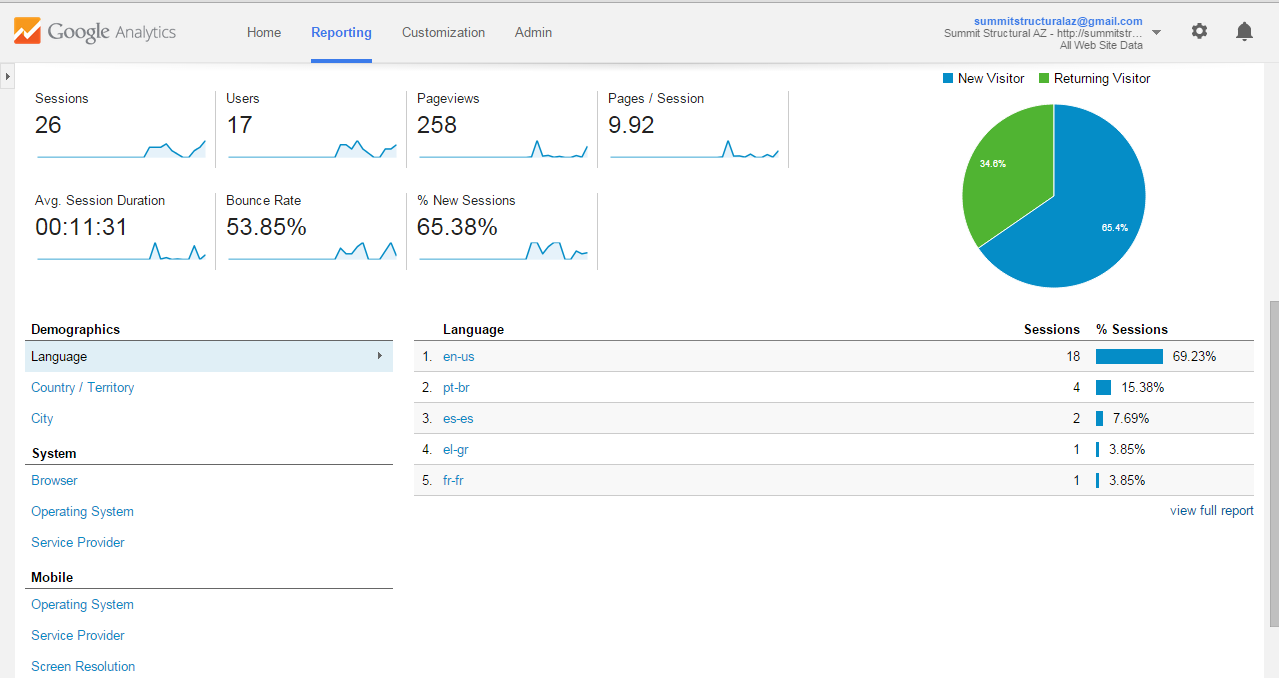 Google Analytics
Home Reporting Customization Admin
summitstructuralaz@gmail.com
Summit Structural AZ - http://summitstr...
All Web Site Data
New Visitor Returning Visitor
Sessions Users Pageviews Pages / Session
26 17 258 9.92
34.6%
65.4%
Avg. Session Duration Bounce Rate % New Sessions
00:11:31 53.85% 65.38%
Demographics
Language
Country / Territory
City
System
Browser
Operating System
Service Provider
Mobile
Operating System
Service Provider
Screen Resolution
Language Sessions % Sessions
1. en-us 18 69.23%
2. pt-br 4 15.38%
3. es-es 2 7.69%
4. el-gr 1 3.85%
5. fr-fr 1 3.85%
view full report